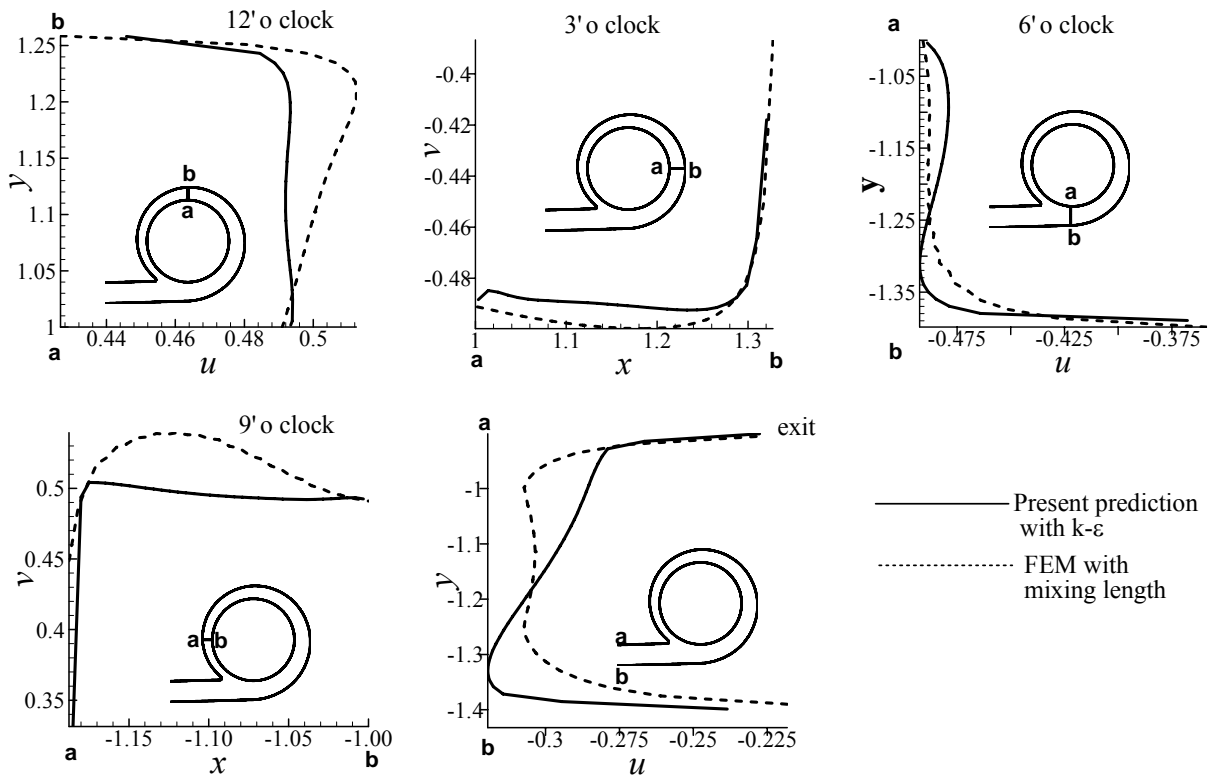 b
12' o clock
1.25
1.2
y
1.15
b
a
1.1
1.05
1
0.44
0.46
0.48
0.5
a
u
3' o clock
-0.4
-0.42
v
-0.44
a
b
-0.46
-0.48
1
1.1
1.2
1.3
a
x
b
a
6' o clock
-1.05
-1.15
y
a
-1.25
b
-1.35
b
-0.475
-0.425
-0.375
u
9' o clock
0.5
0.45
v
a
b
0.4
0.35
-1.15
-1.10
-1.05
-1.00
a
x
b
a
exit
-1
-1.1
y
-1.2
a
-1.3
b
-1.4
-0.3
-0.275
-0.25
-0.225
b
u
Present prediction
with k-ε
FEM with
mixing length